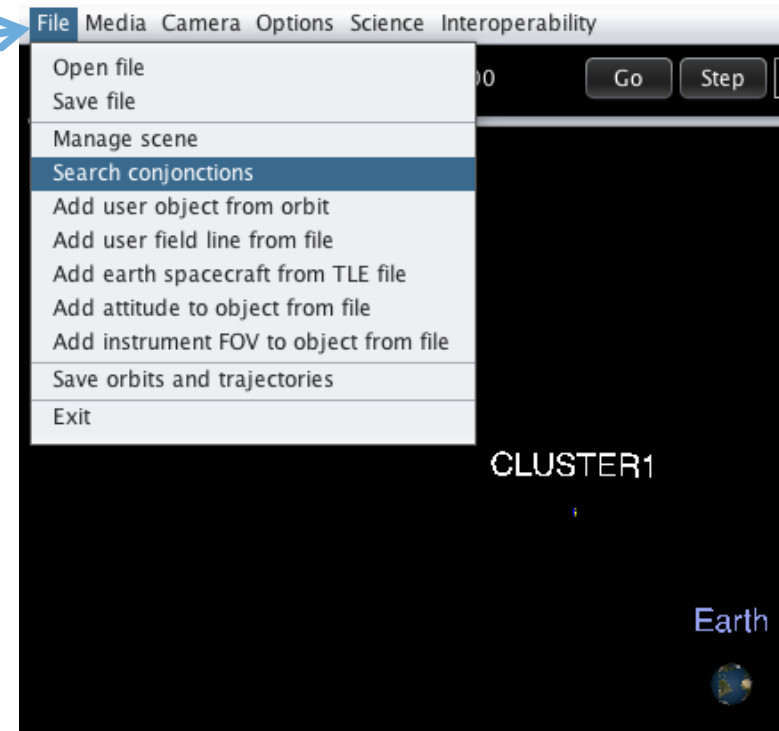 File Media Camera Options Science Interoperability
Open file
Save file
Go Step
Manage scene
Search conjonctions
Add user object from orbit
Add user field line from file
Add earth spacecraft from TLE file
Add attitude to object from file
Add instrument FOV to object from file
Save orbits and trajectories
Exit
CLUSTER1
Earth